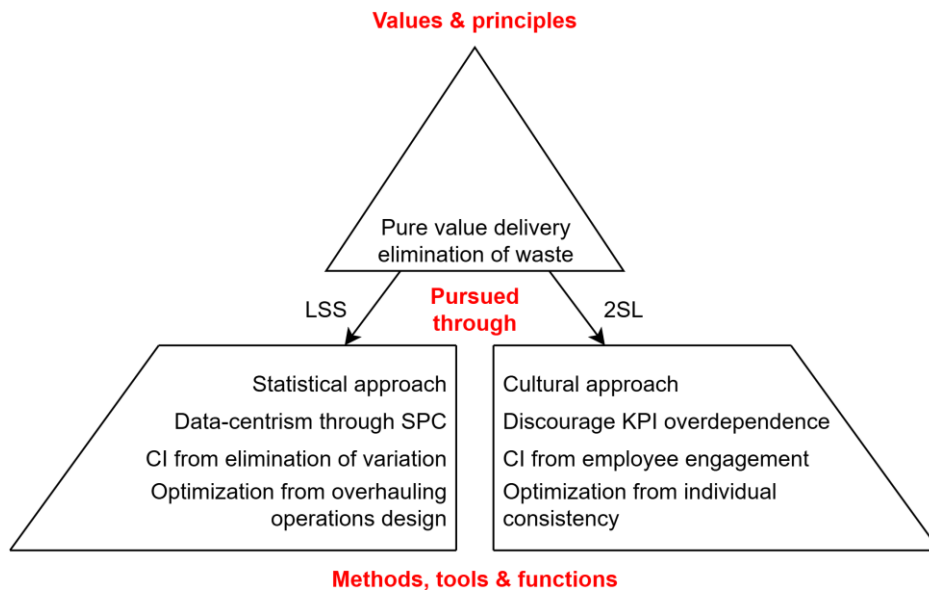 Values & principles
Pure value delivery
elimination of waste
LSS
Pursued
through
2SL
Statistical approach
Data-centrism through SPC
CI from elimination of variation
Optimization from overhauling
operations design
Cultural approach
Discourage KPI overdependence
CI from employee engagement
Optimization from individual
consistency
Methods, tools & functions